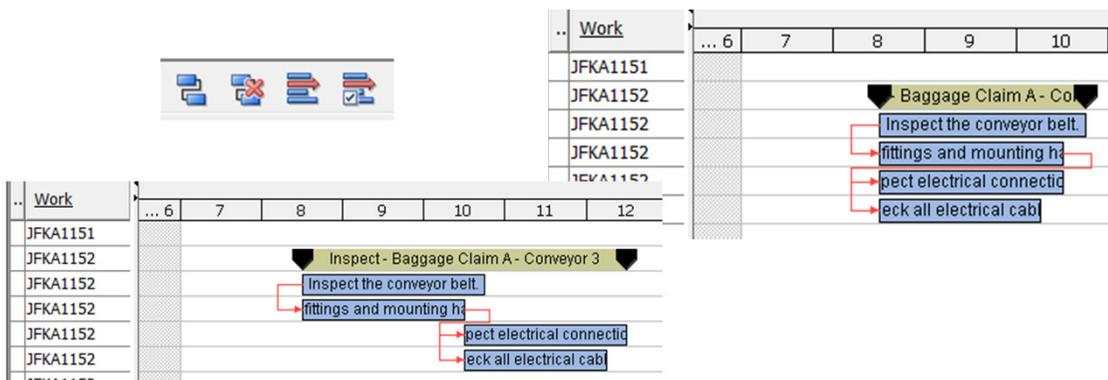 .. Work
... 6 7 8 9 10
JFKA1151
JFKA1152 - Baggage Claim A - Co
JFKA1152 Inspect the conveyor belt.
JFKA1152 fittings and mounting ha
JFKA1152 pect electrical connectic
eck all electrical cabl
.. Work
... 6 7 8 9 10 11 12
JFKA1151
JFKA1152 Inspect - Baggage Claim A - Conveyor 3
JFKA1152 Inspect the conveyor belt.
JFKA1152 fittings and mounting ha
JFKA1152 pect electrical connectic
JFKA1152 eck all electrical cabl